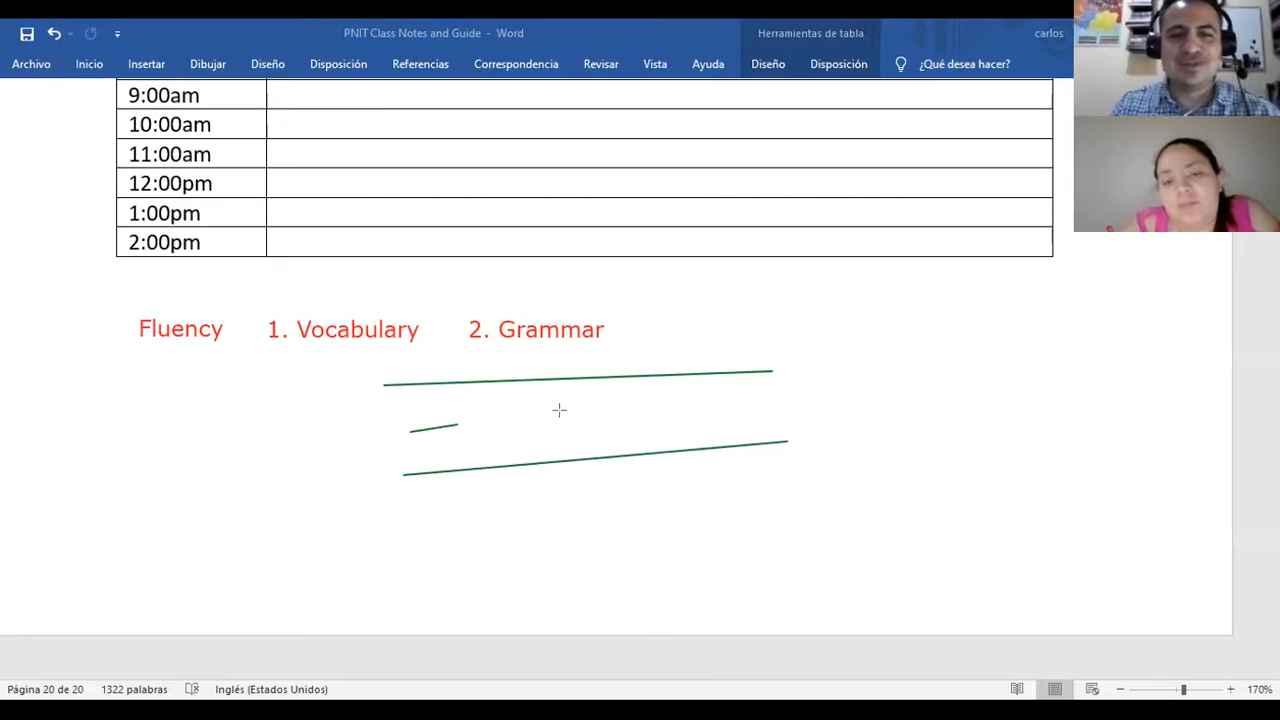 PNIT Class Notes and Guide - Word
Herramientas de tabla
carlos
Archivo Inicio Insertar Dibujar Diseño Disposición Referencias Correspondencia Revisar Vista Ayuda Diseño Disposición ¿Qué desea hacer?
9:00am
10:00am
11:00am
12:00pm
1:00pm
2:00pm
Fluency 1. Vocabulary 2. Grammar
Página 20 de 20 1322 palabras Inglés (Estados Unidos) 170%